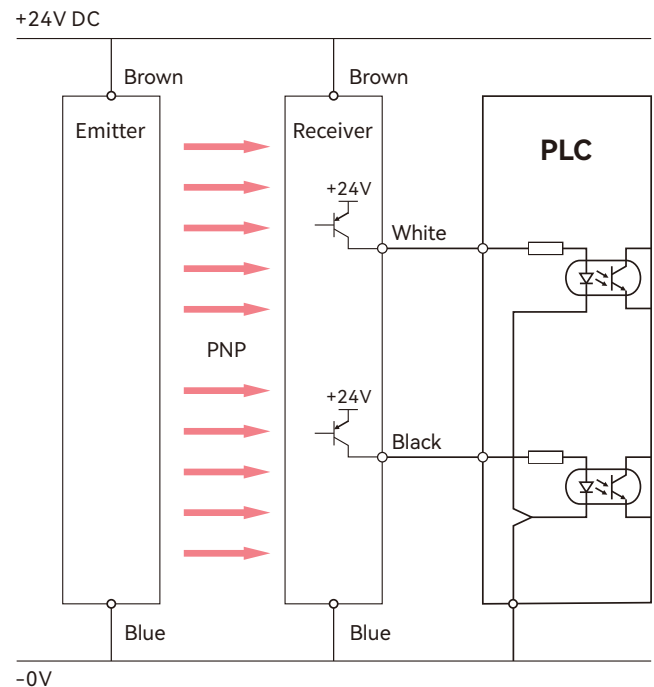 +24V DC
Brown
Brown
Emitter
Receiver
PLC
+24V
White
PNP
+24V
Black
Blue
Blue
-0V